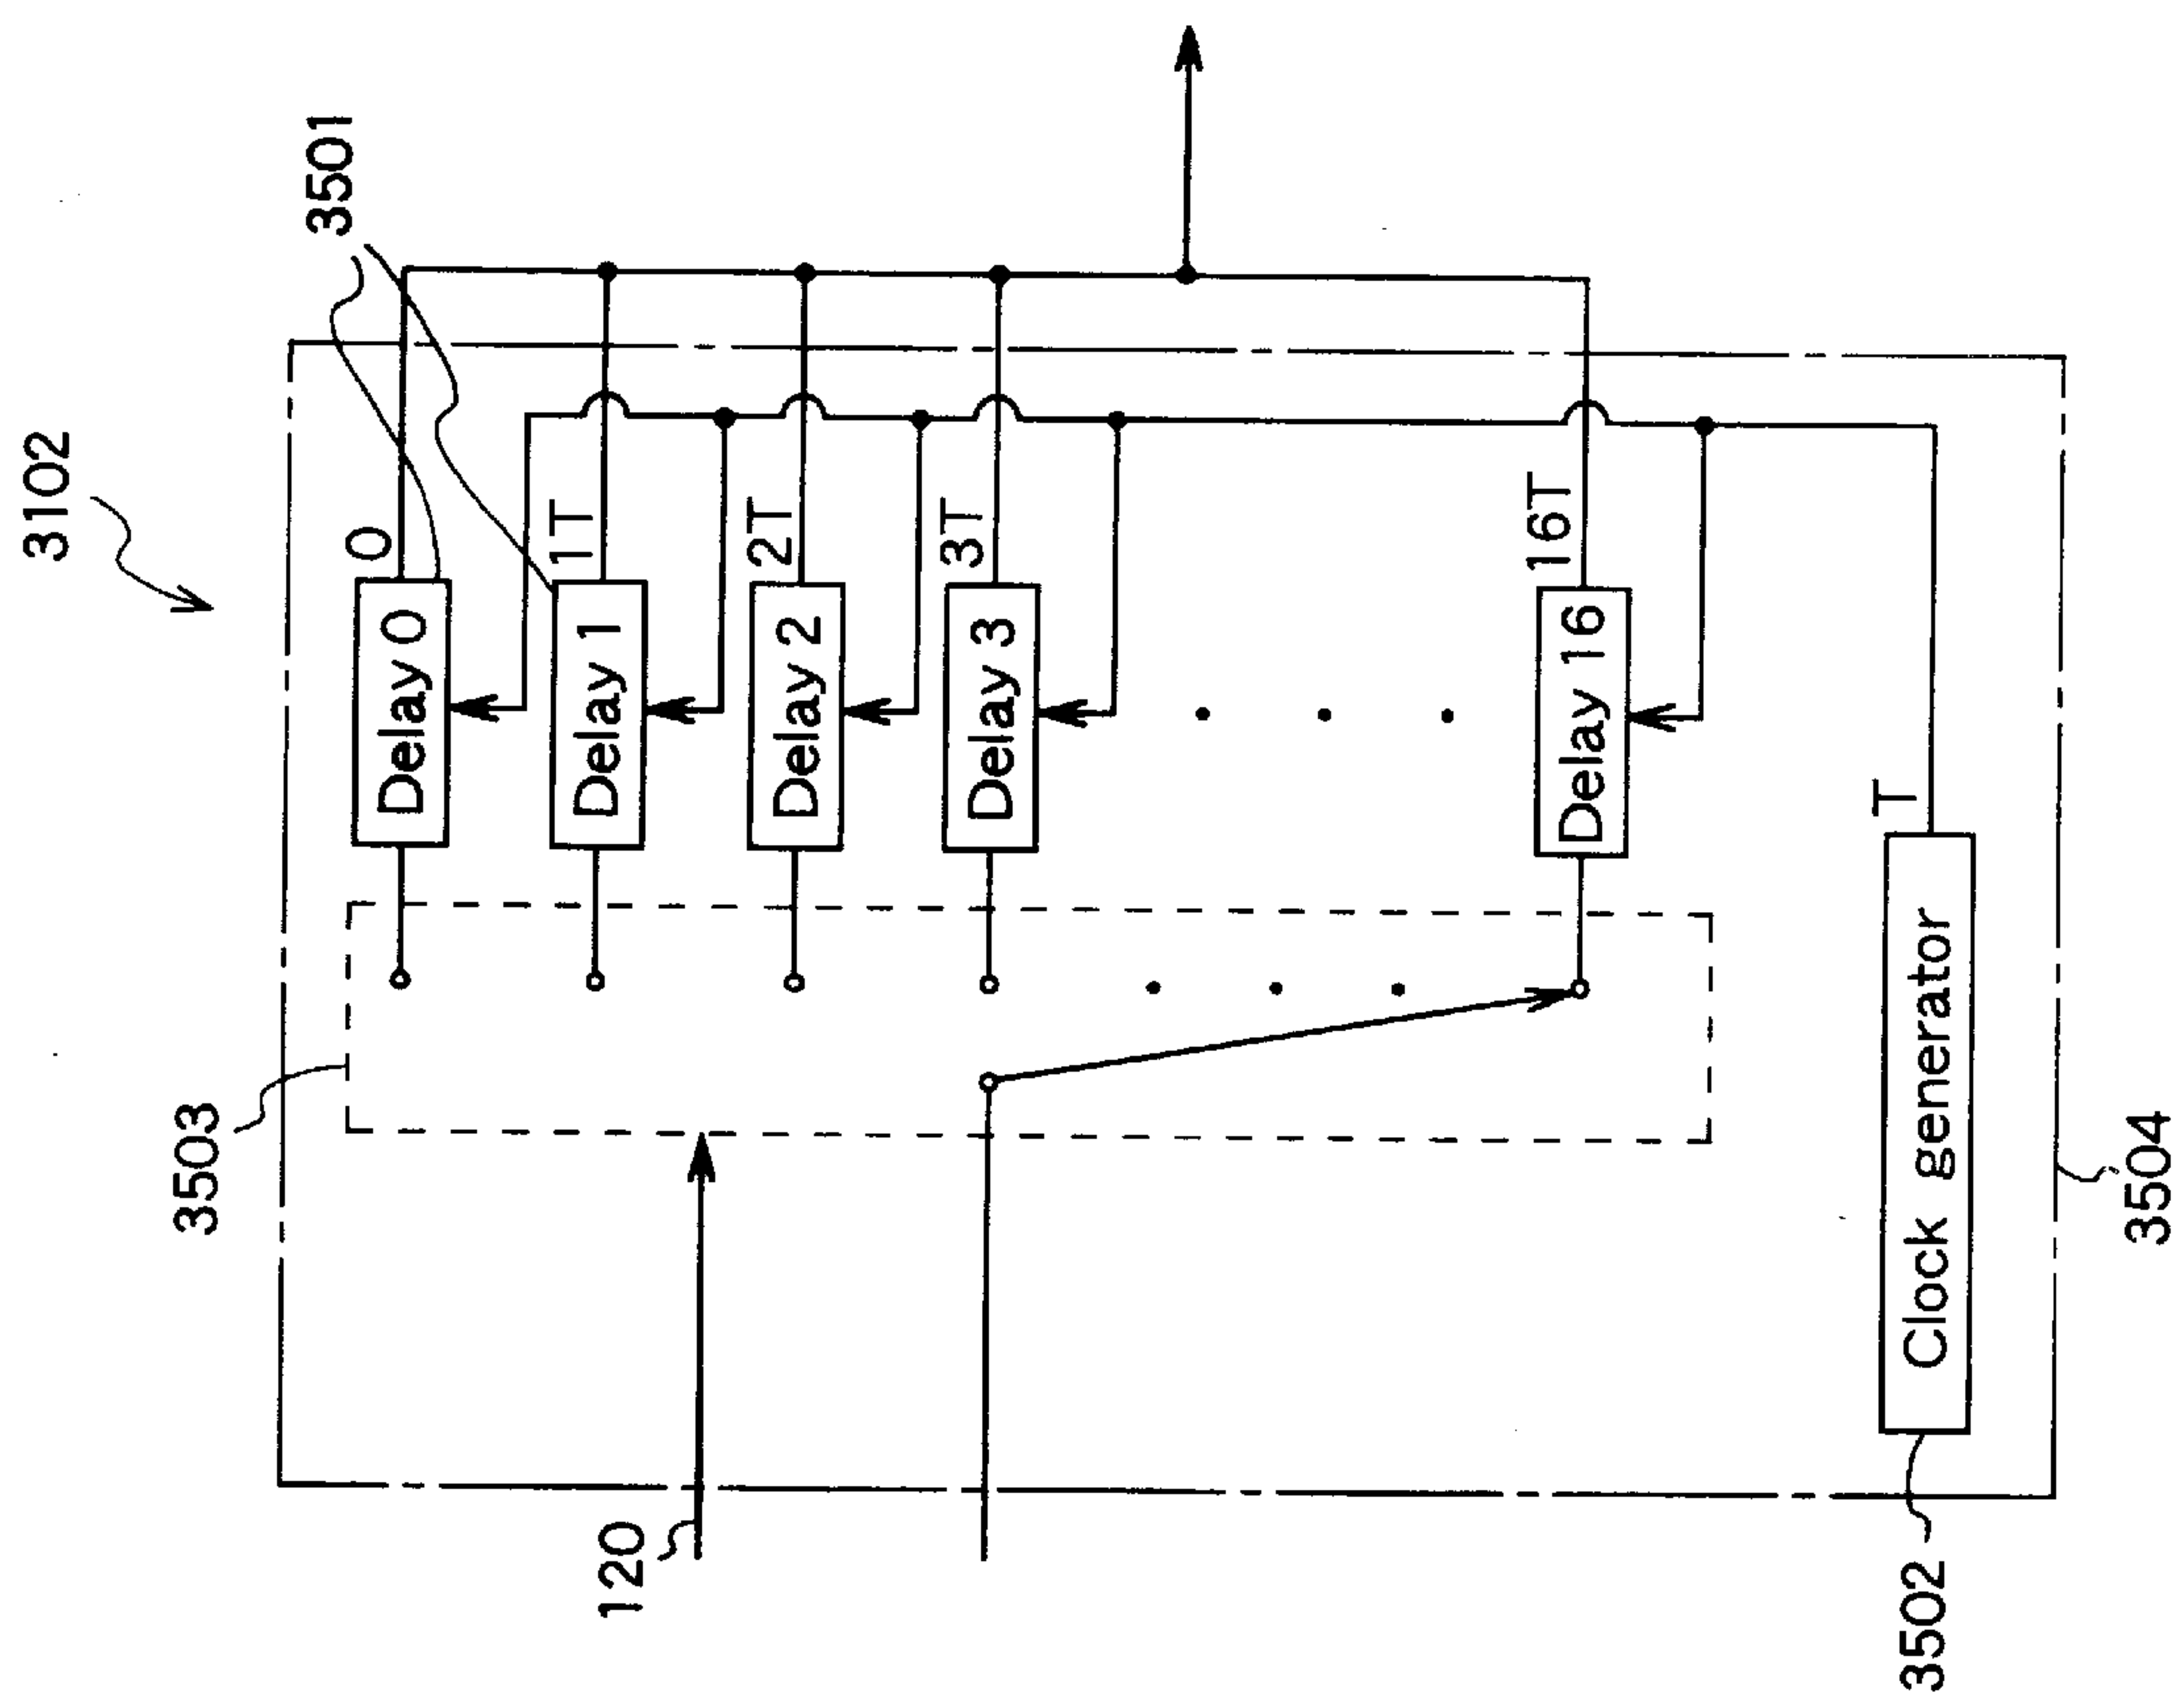 3102
3501
3503
Delay 0
0
Delay 1
1T
Delay 2
2T
120
Delay 3
3T
Delay 16
16T
Clock generator
T
3502
3504